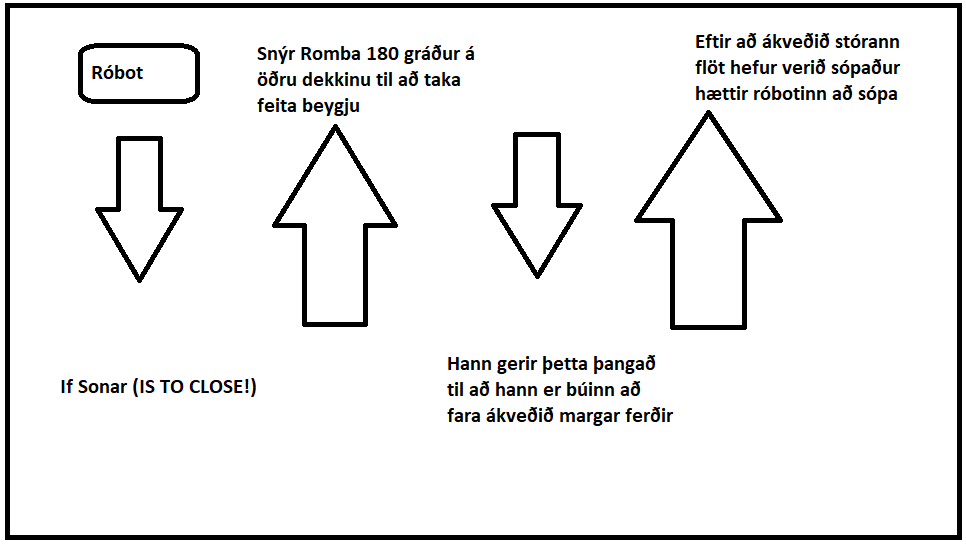 Róbot
If Sonar (IS TO CLOSE!)
Snýr Romba 180 gráður á
öðru dekkinu til að taka
feita beygju
Hann gerir þetta þangað
til að hann er búinn að
fara ákveðið margar ferðir
Eftir að ákveðið stórann
flöt hefur verið sópaður
hættir róbotinn að sópa